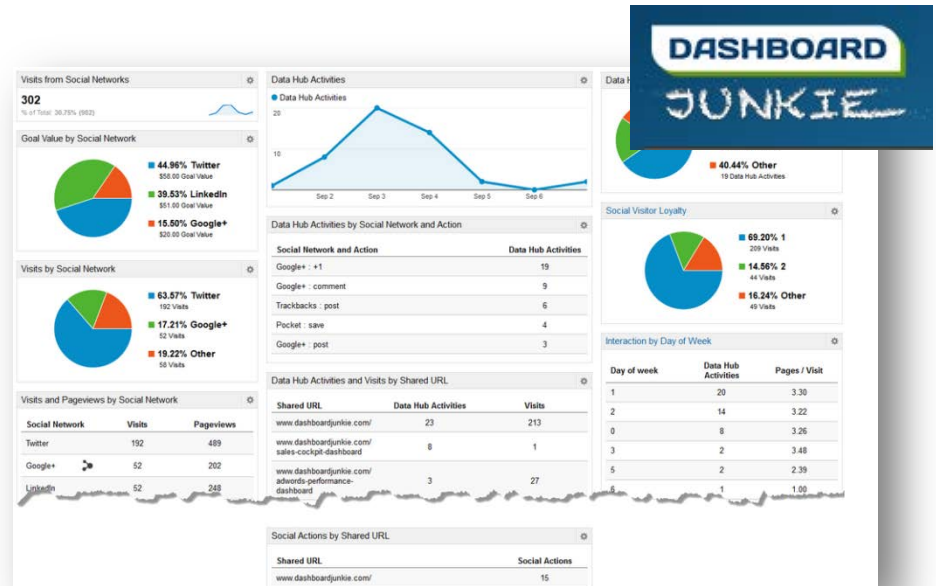 DASHBOARD
JUNKIE
Visits from Social Networks
302
% of Total: 30.75% (982)
Goal Value by Social Network
44.96% Twitter
$58.00 Goal Value
39.53% LinkedIn
$51.00 Goal Value
15.50% Google+
$20.00 Goal Value
Visits by Social Network
63.57% Twitter
192 Visits
17.21% Google+
52 Visits
19.22% Other
58 Visits
Visits and Pageviews by Social Network
Social Network Visits Pageviews
Twitter 192 489
Google+ 52 202
LinkedIn 52 248
Data Hub Activities
Data Hub Activities
20
10
Sep 2 Sep 3 Sep 4 Sep 5 Sep 6
Data Hub Activities by Social Network and Action
Social Network and Action Data Hub Activities
Google+ : +1 19
Google+ : comment 9
Trackbacks : post 6
Pocket : save 4
Google+ : post 3
Data Hub Activities and Visits by Shared URL
Shared URL Data Hub Activities Visits
www.dashboardjunkie.com/ 23 213
www.dashboardjunkie.com/
sales-cockpit-dashboard 8 1
www.dashboardjunkie.com/
adwords-performance-
dashboard 3 27
Social Actions by Shared URL
Shared URL Social Actions
www.dashboardjunkie.com/ 15
Data
40.44% Other
19 Data Hub Activities
Social Visitor Loyalty
69.20% 1
209 Visits
14.56% 2
44 Visits
16.24% Other
49 Visits
Interaction by Day of Week
Day of week Data Hub
Activities Pages / Visit
1 20 3.30
2 14 3.22
0 8 3.26
3 2 3.48
5 2 2.39
6 1 1.00